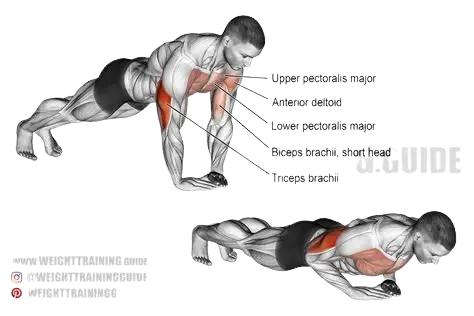 Upper pectoralis major
Anterior deltoid
Lower pectoralis major
Biceps brachii, short head
Triceps brachii
GUIDE
WWW.WEIGHTTRAINING.GUIDE
@WEIGHTTRAININGGUIDE
WEIGHTTRAININGG